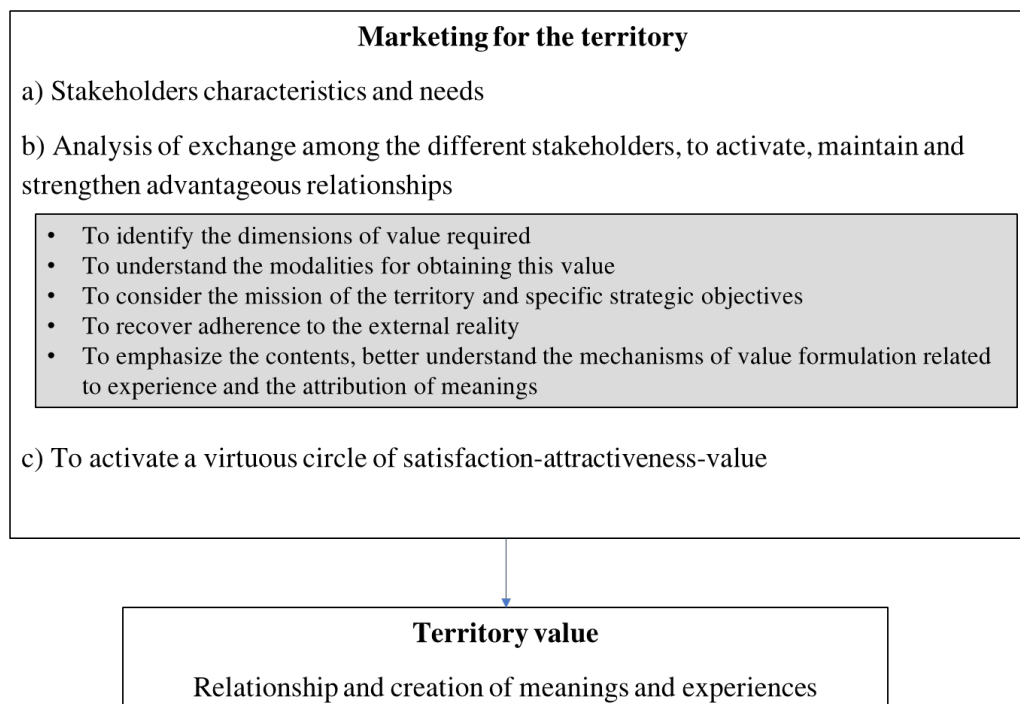 Marketing for the territory
a) Stakeholders characteristics and needs
b) Analysis of exchange among the different stakeholders, to activate, maintain and
strengthen advantageous relationships
• To identify the dimensions of value required
• To understand the modalities for obtaining this value
• To consider the mission of the territory and specific strategic objectives
• To recover adherence to the external reality
• To emphasize the contents, better understand the mechanisms of value formulation related
to experience and the attribution of meanings
c) To activate a virtuous circle of satisfaction-attractiveness-value
Territory value
Relationship and creation of meanings and experiences